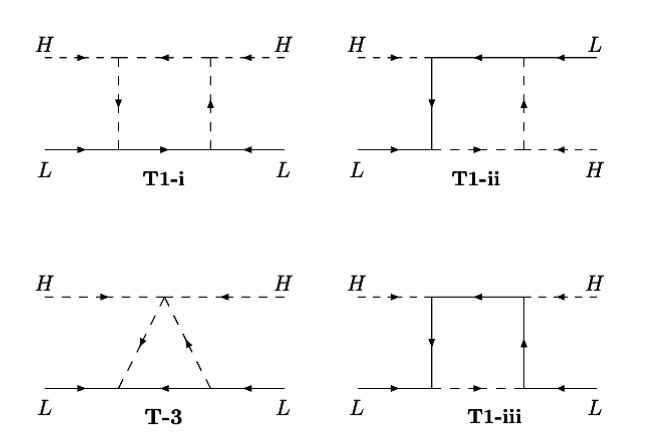 H H H L
L T1-i L L T1-ii H
H H H H
L T-3 L L T1-iii L